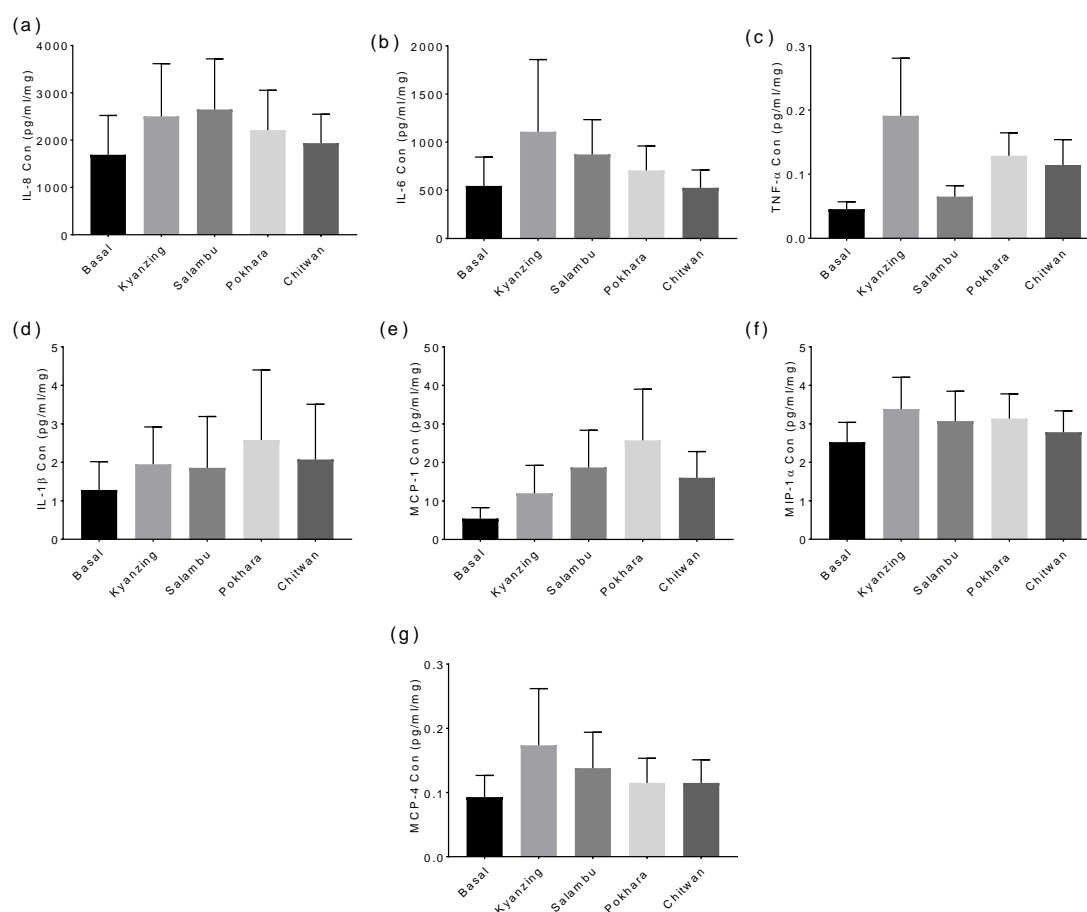 (a)
IL-8 Con (pg/ml/mg)
4000
3000
2000
1000
0
Basal
Kyanzing
Salambu
Pokhara
Chitwan
(b)
IL-6 Con (pg/ml/mg)
2000
1500
1000
500
0
Basal
Kyanzing
Salambu
Pokhara
Chitwan
(c)
TNF-α Con (pg/ml/mg)
0.3
0.2
0.1
0.0
Basal
Kyanzing
Salambu
Pokhara
Chitwan
(d)
IL-1β Con (pg/ml/mg)
5
4
3
2
1
0
Basal
Kyanzing
Salambu
Pokhara
Chitwan
(e)
MCP-1 Con (pg/ml/mg)
50
40
30
20
10
0
Basal
Kyanzing
Salambu
Pokhara
Chitwan
(f)
MIP-1α Con (pg/ml/mg)
5
4
3
2
1
0
Basal
Kyanzing
Salambu
Pokhara
Chitwan
(g)
MCP-4 Con (pg/ml/mg)
0.3
0.2
0.1
0.0
Basal
Kyanzing
Salambu
Pokhara
Chitwan